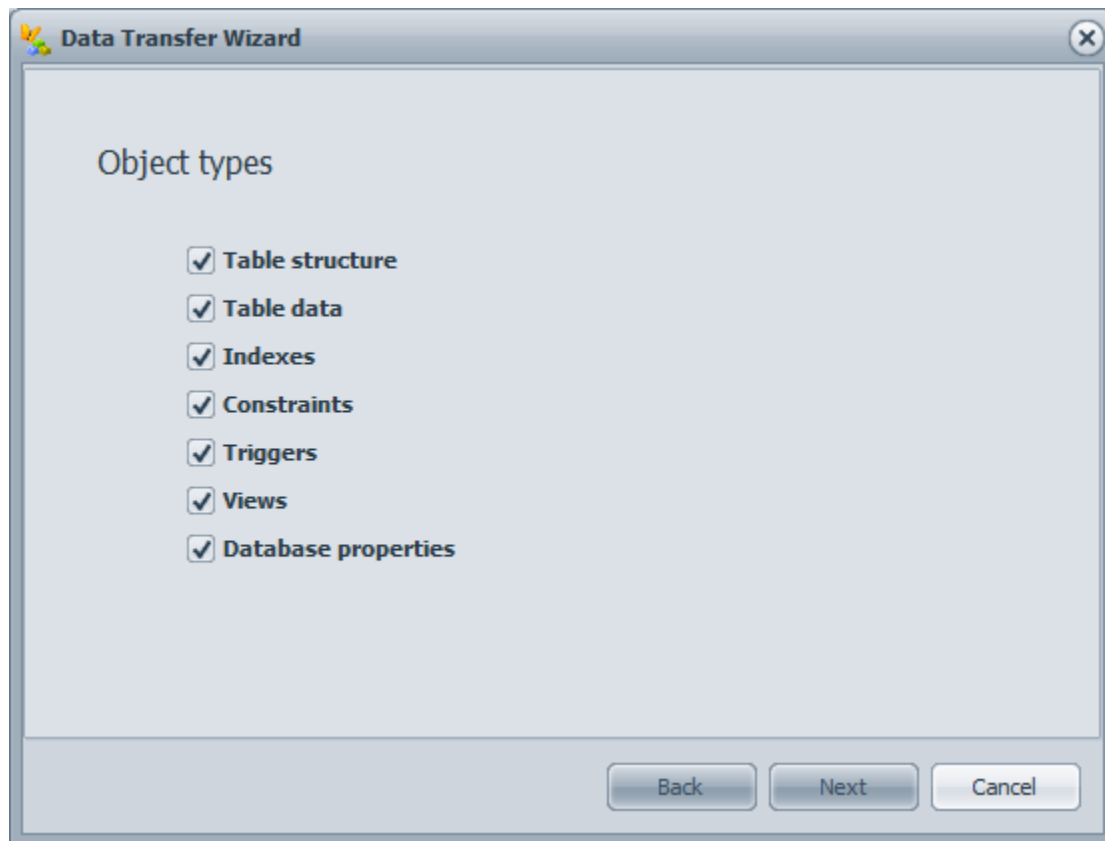 Data Transfer Wizard
Object types
Table structure
Table data
Indexes
Constraints
Triggers
Views
Database properties
Back Next Cancel